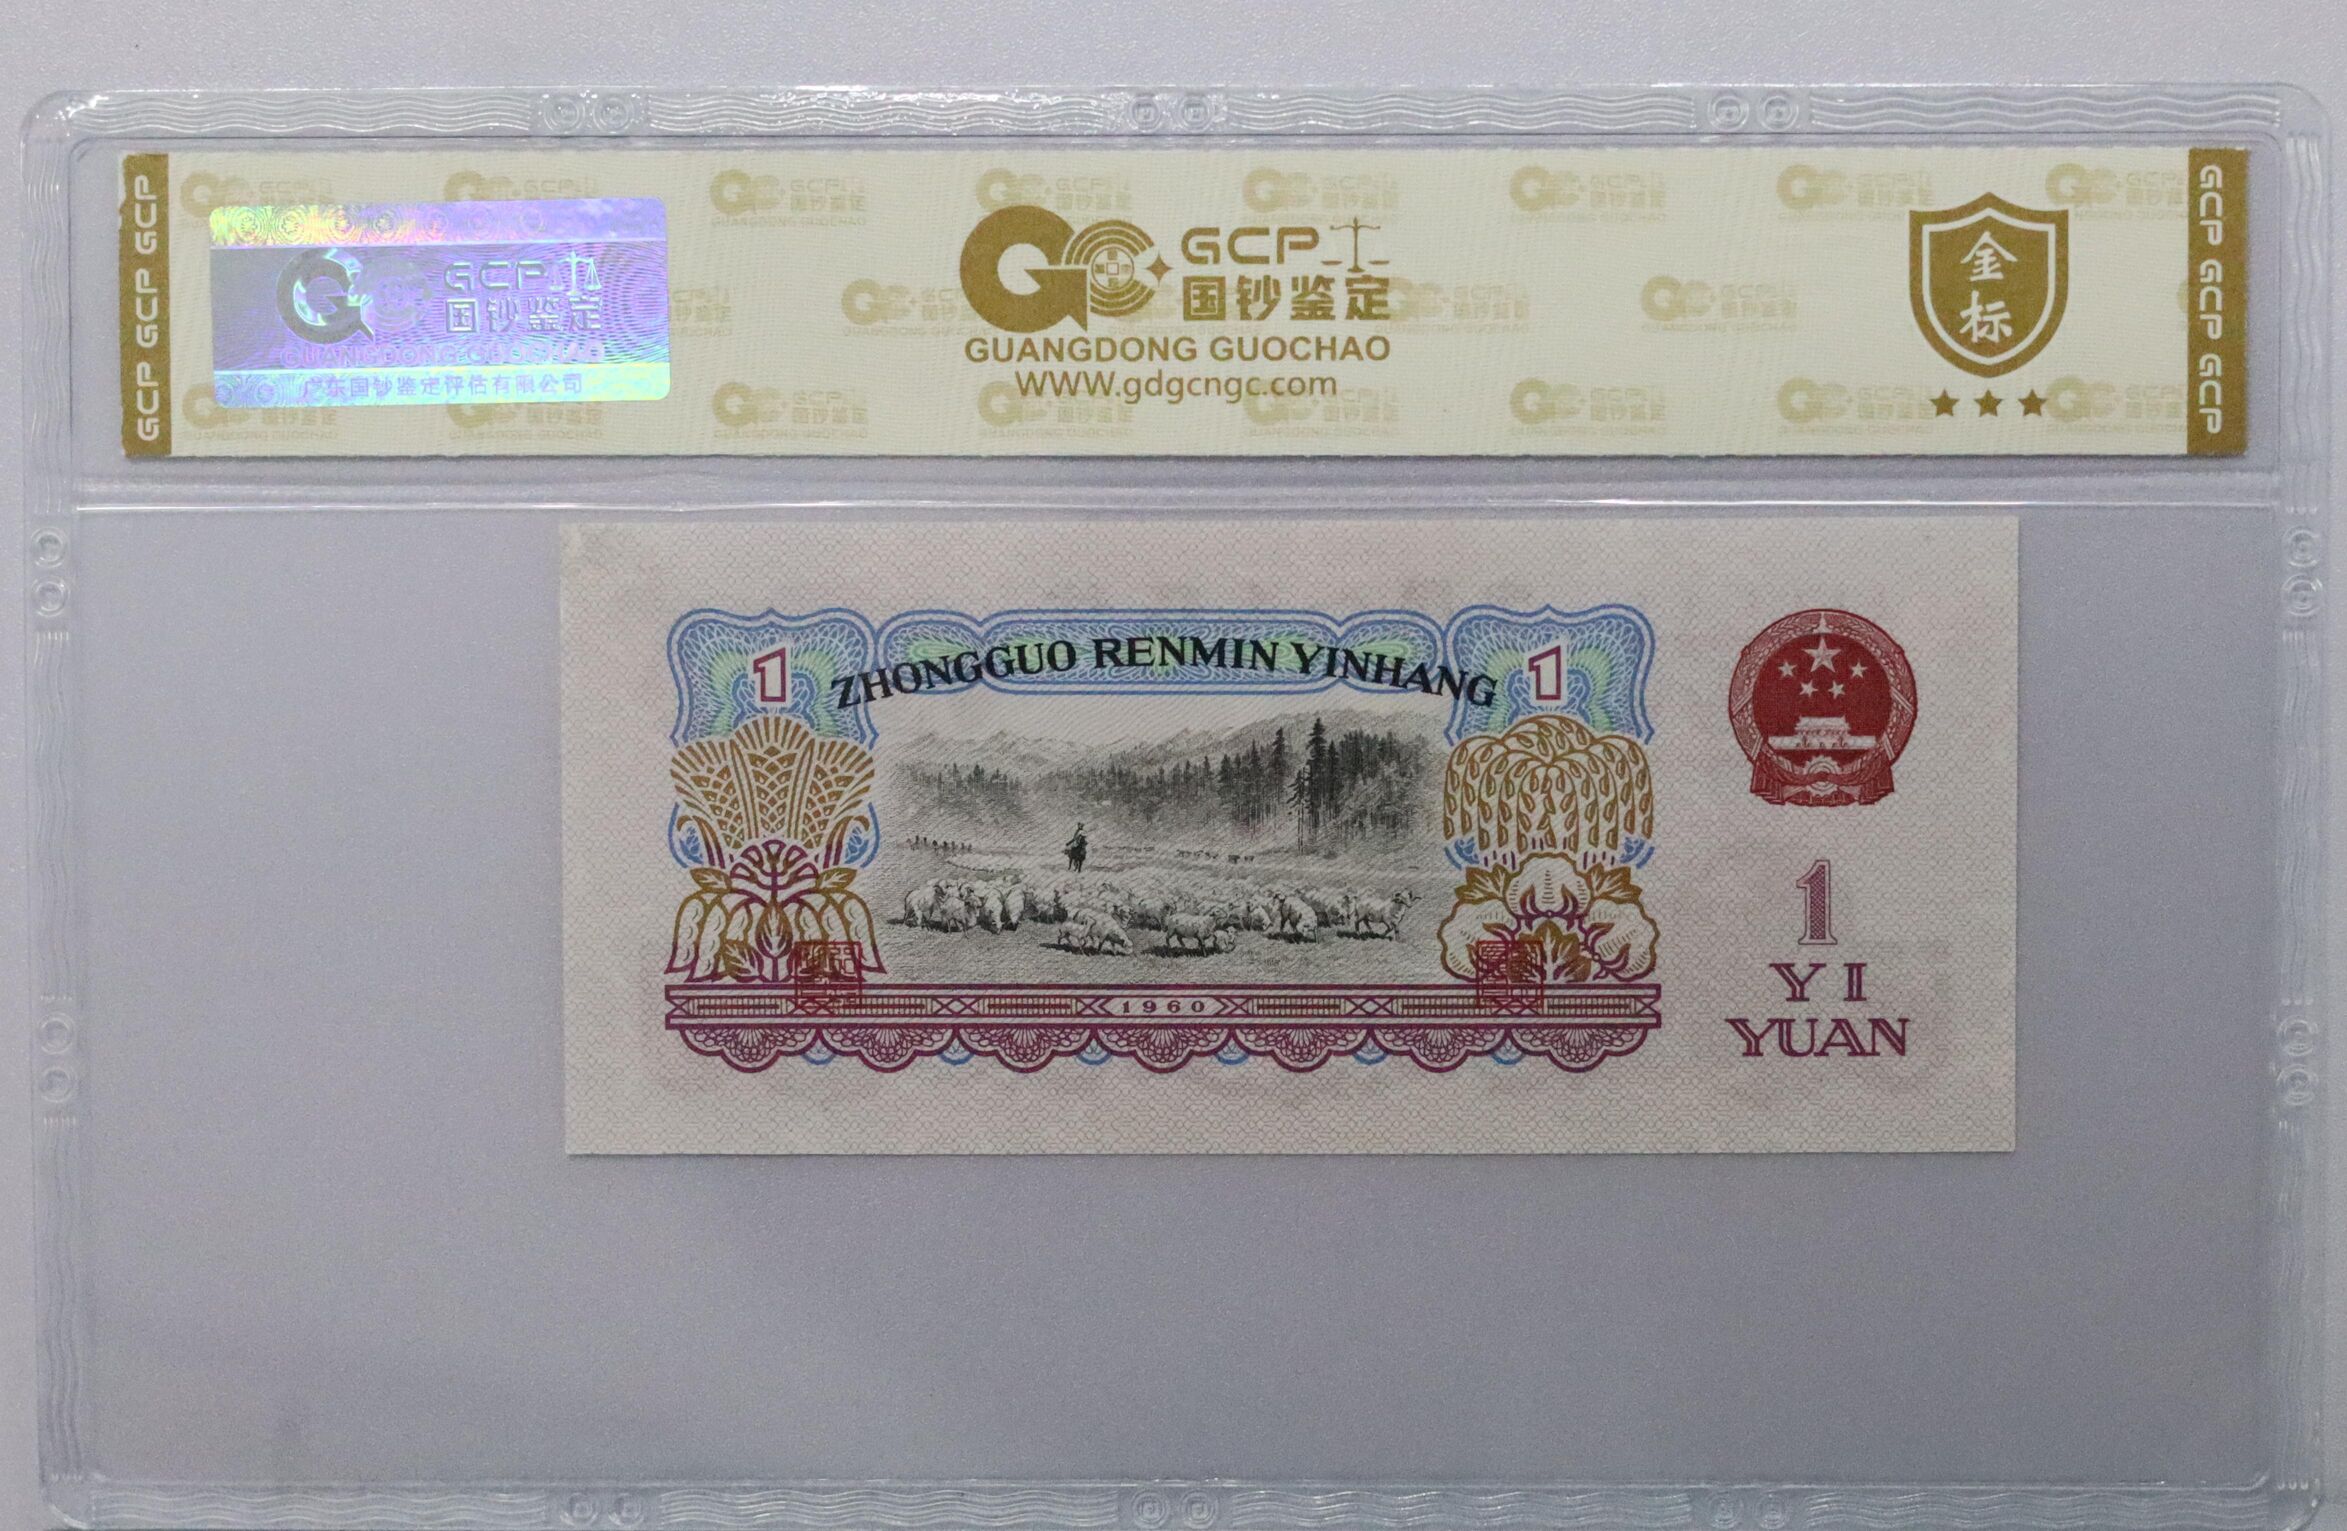 GCP GCP GCP
GCP
国钞鉴定
GUANGDONG GUOCHAO
广东国钞鉴定评估有限公司
GCP
国钞鉴定
GUANGDONG GUOCHAO
WWW.gdgcngc.com
金
标
GCP GCP GCP
1
ZHONGGUO RENMIN YINHANG
1
1960
1
YI
YUAN